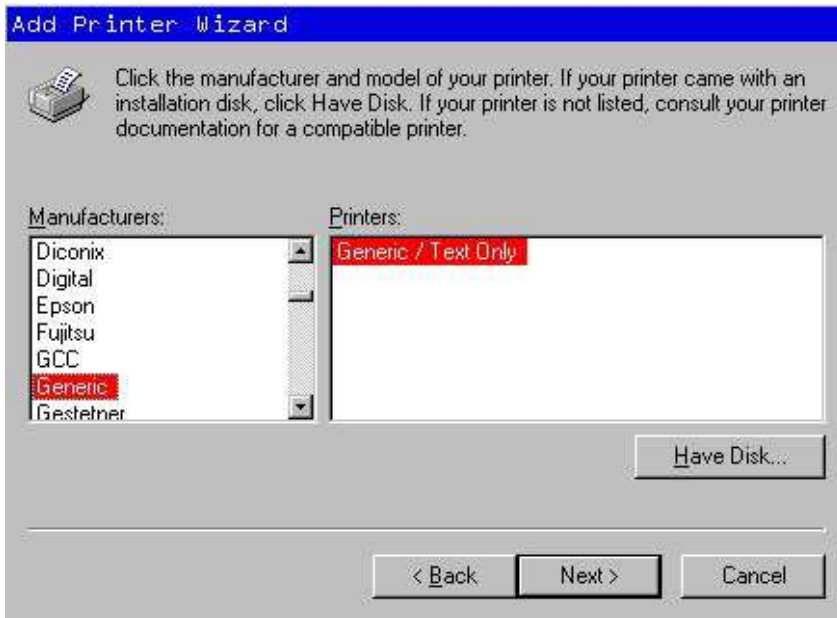 Add Printer Wizard
Click the manufacturer and model of your printer. If your printer came with an
installation disk, click Have Disk. If your printer is not listed, consult your printer
documentation for a compatible printer.
Manufacturers:
Printers:
Diconix
Digital
Epson
Fujitsu
GCC
Generic
Gestetner
Generic / Text Only
Have Disk...
< Back
Next >
Cancel